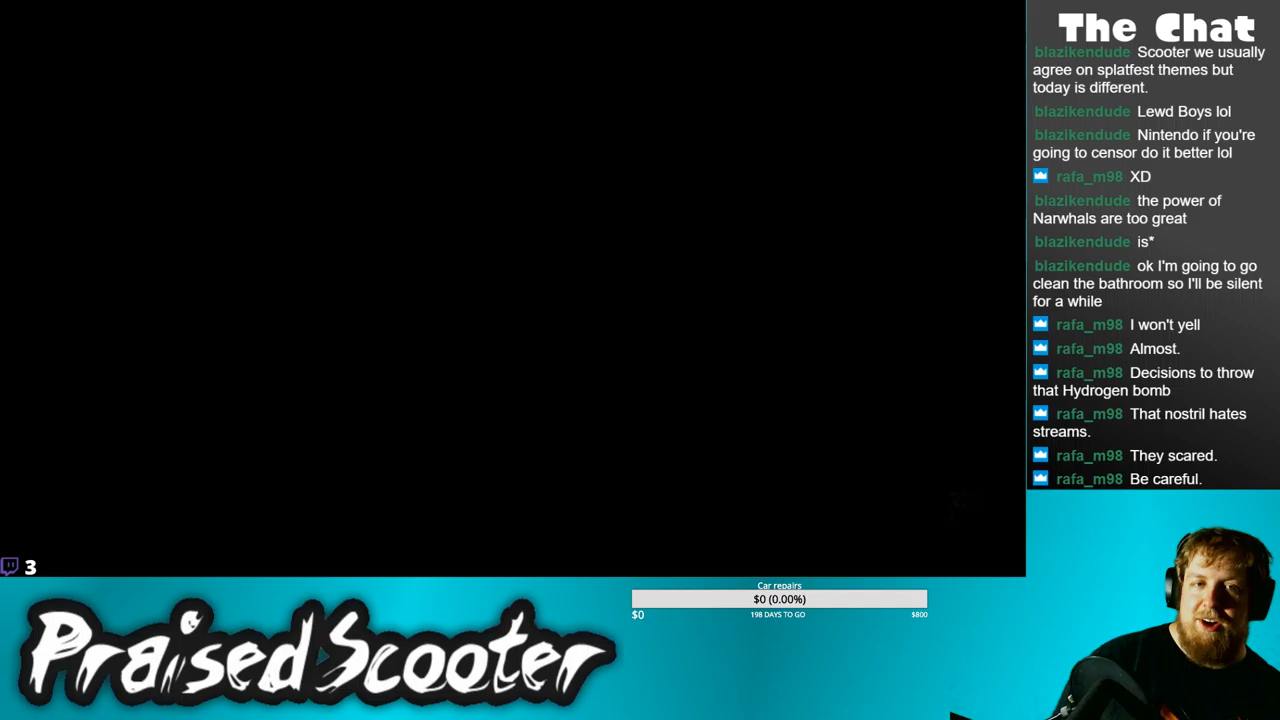 The Chat
blazikendude Scooter we usually
agree on splatfest themes but
today is different.
blazikendude Lewd Boys lol
blazikendude Nintendo if you're
going to censor do it better lol
rafa_m98 XD
blazikendude the power of
Narwhals are too great
blazikendude is*
blazikendude ok I'm going to go
clean the bathroom so I'll be silent
for a while
rafa_m98 I won't yell
rafa_m98 Almost.
rafa_m98 Decisions to throw
that Hydrogen bomb
rafa_m98 That nostril hates
streams.
rafa_m98 They scared.
rafa_m98 Be careful.
3
Car repairs
$0 (0.00%)
$0 198 DAYS TO GO $800
PraisedScooter